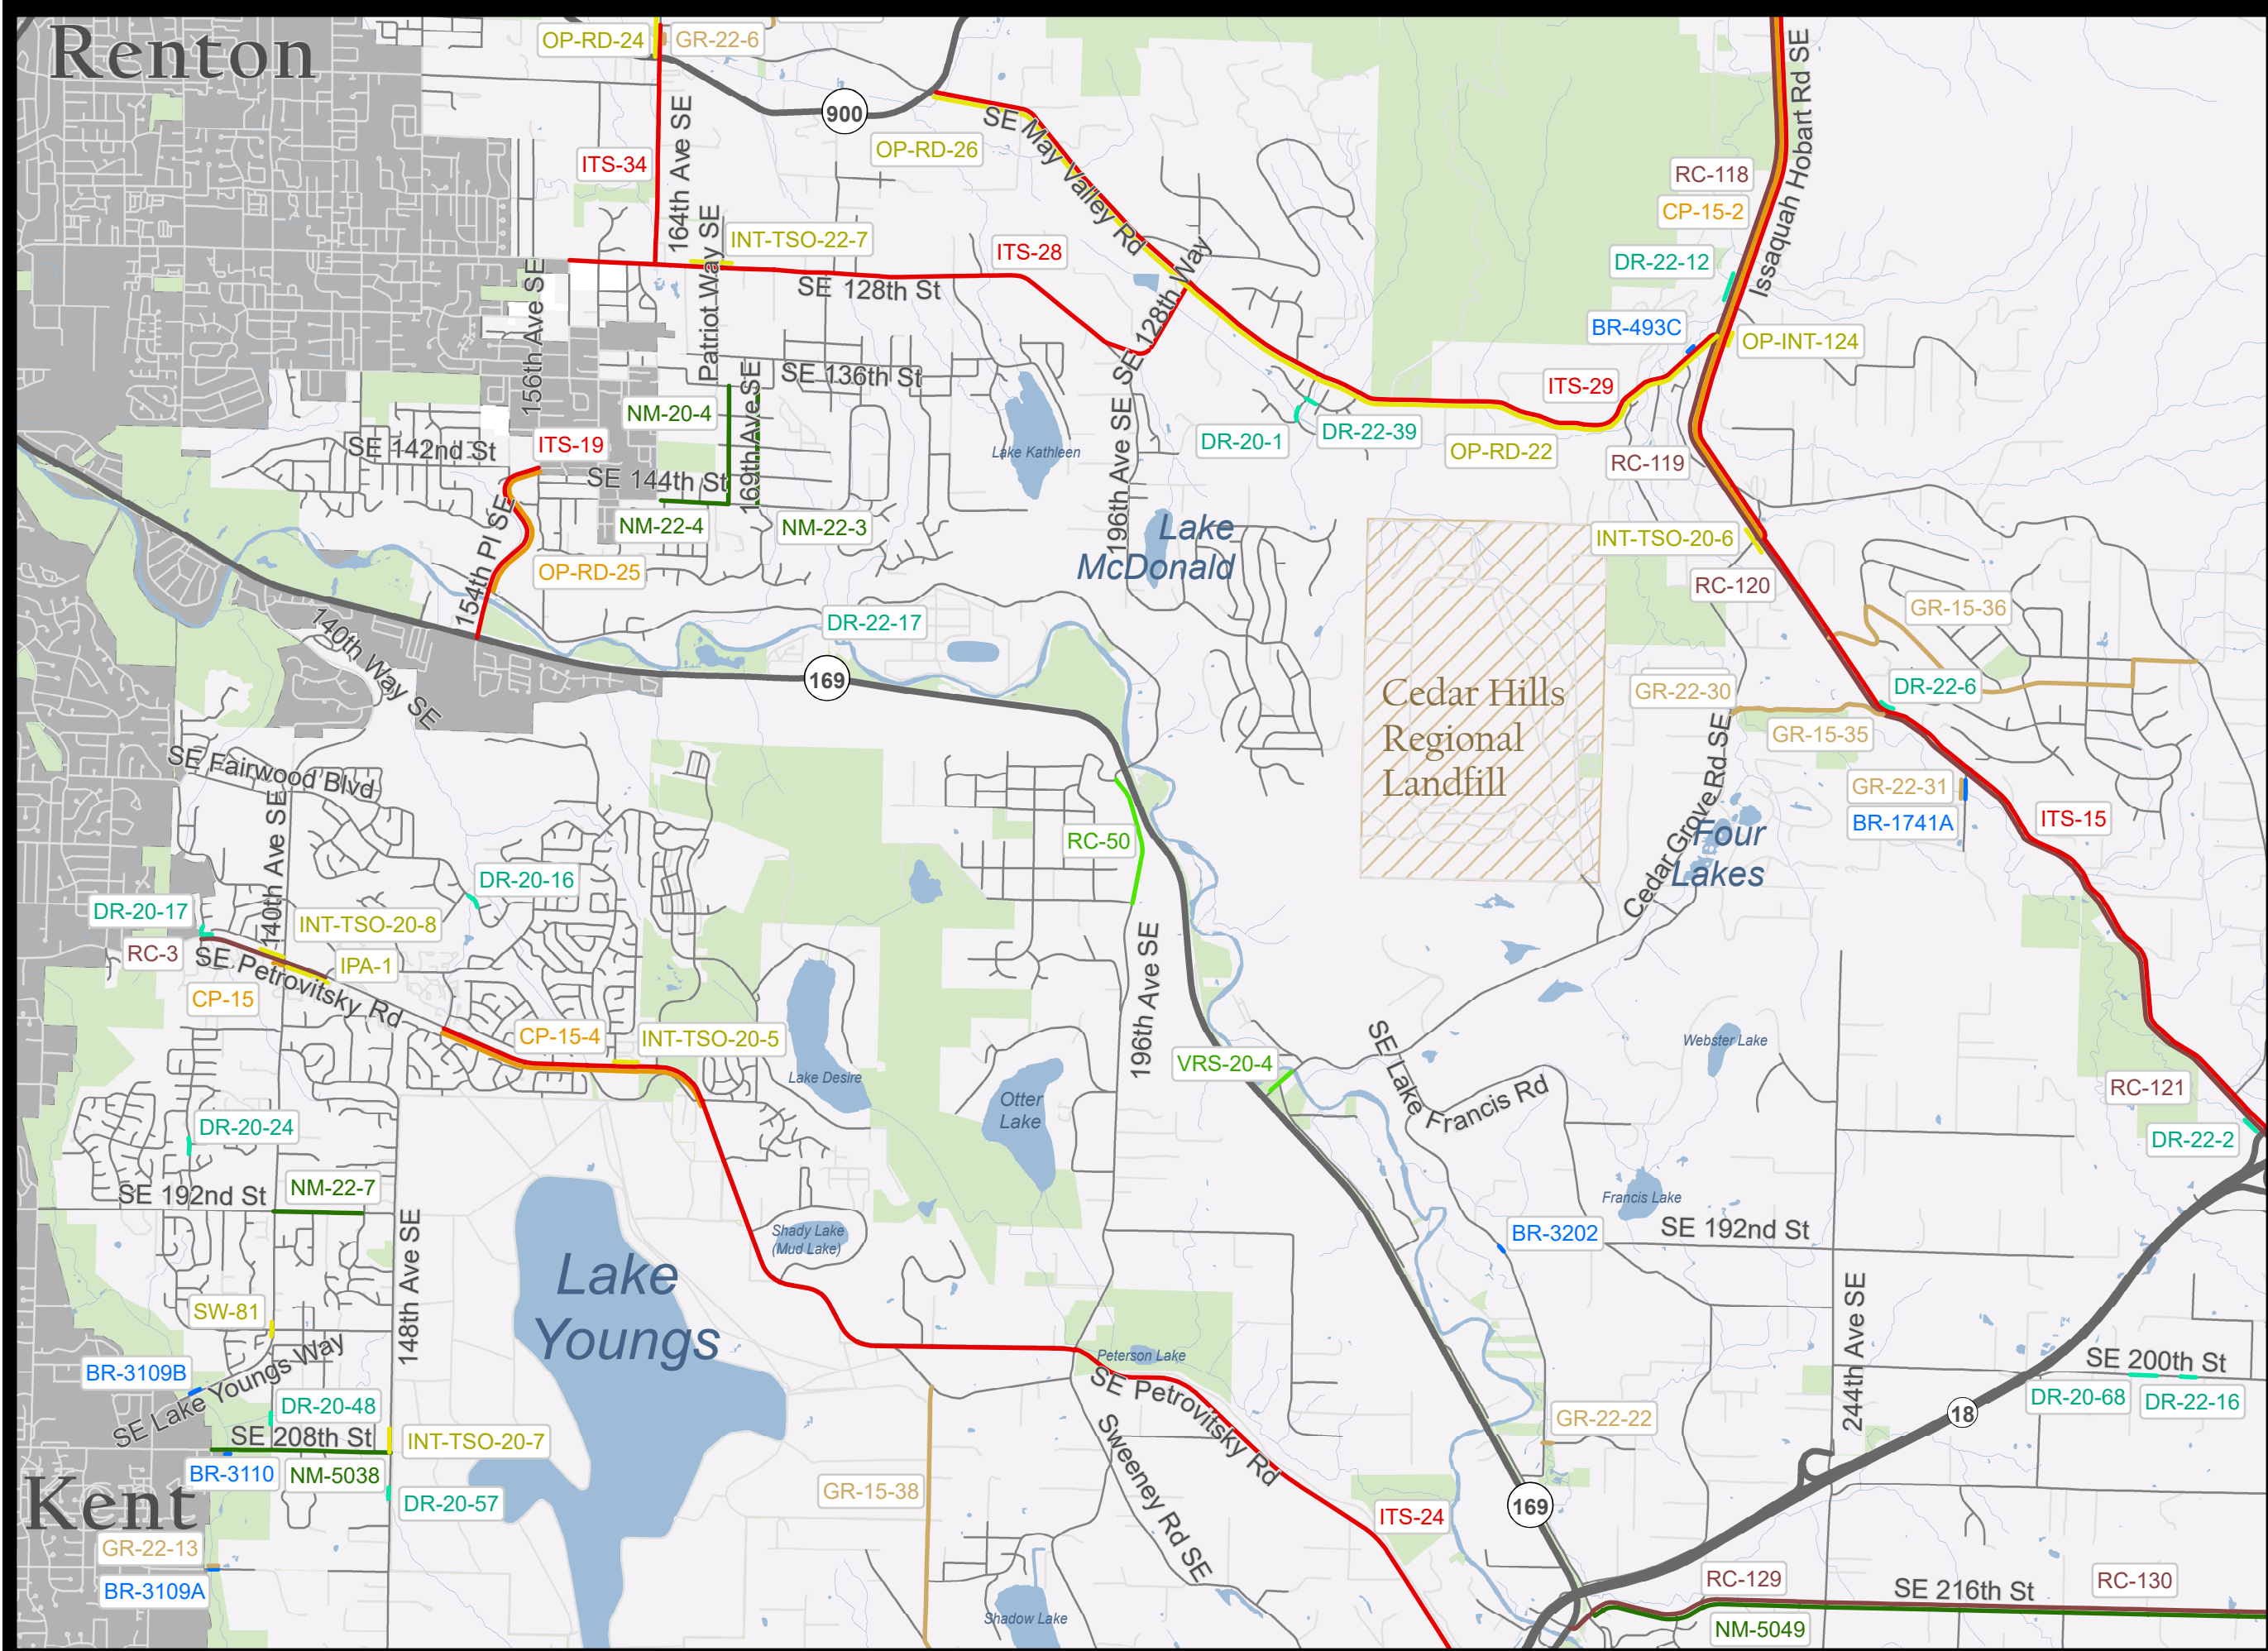 Renton
OP-RD-24
GR-22-6
900
SE May Valley Rd
OP-RD-26
ITS-34
164th Ave SE
Issaquah Hobart Rd SE
RC-118
CP-15-2
INT-TSO-22-7
ITS-28
DR-22-12
SE 128th St
Patriot Way SE
156th Ave SE
SE 128th Way
BR-493C
OP-INT-124
SE 136th St
ITS-29
NM-20-4
169th Ave SE
196th Ave SE
DR-20-1
DR-22-39
OP-RD-22
RC-119
SE 142nd St
ITS-19
Lake Kathleen
SE 144th St
NM-22-4
NM-22-3
Lake
McDonald
INT-TSO-20-6
154th Pl SE
OP-RD-25
RC-120
GR-15-36
140th Way SE
DR-22-17
169
Cedar Hills
Regional
Landfill
GR-22-30
DR-22-6
GR-15-35
SE Fairwood Blvd
GR-22-31
BR-1741A
ITS-15
140th Ave SE
RC-50
Cedar Grove Rd SE
Four
Lakes
DR-20-16
DR-20-17
INT-TSO-20-8
RC-3
IPA-1
SE Petrovitsky Rd
CP-15
196th Ave SE
CP-15-4
INT-TSO-20-5
Lake Desire
VRS-20-4
SE Lake Francis Rd
Webster Lake
Otter
Lake
RC-121
DR-20-24
DR-22-2
SE 192nd St
NM-22-7
Francis Lake
148th Ave SE
Shady Lake
(Mud Lake)
BR-3202
SE 192nd St
Lake
Youngs
SW-81
244th Ave SE
BR-3109B
SE Lake Youngs Way
Peterson Lake
SE Petrovitsky Rd
SE 200th St
DR-20-68
DR-22-16
DR-20-48
18
SE 208th St
INT-TSO-20-7
GR-22-22
Sweeney Rd SE
BR-3110
NM-5038
Kent
DR-20-57
GR-15-38
169
ITS-24
GR-22-13
BR-3109A
RC-129
SE 216th St
RC-130
Shadow Lake
NM-5049